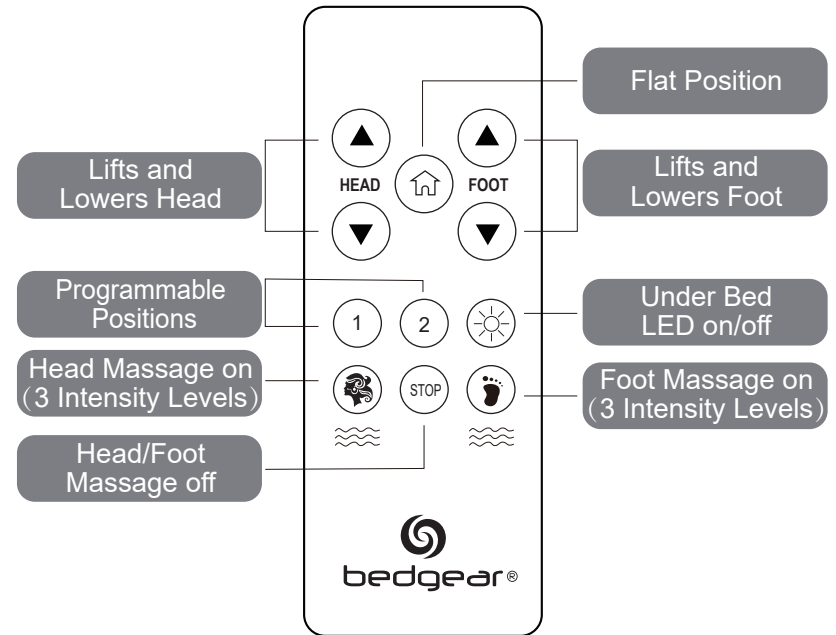 Flat Position
Lifts and
Lowers Head
HEAD
FOOT
Lifts and
Lowers Foot
Programmable
Positions
1
2
Under Bed
LED on/off
Head Massage on
（3 Intensity Levels）
STOP
Foot Massage on
（3 Intensity Levels）
Head/Foot
Massage off
bedgear®